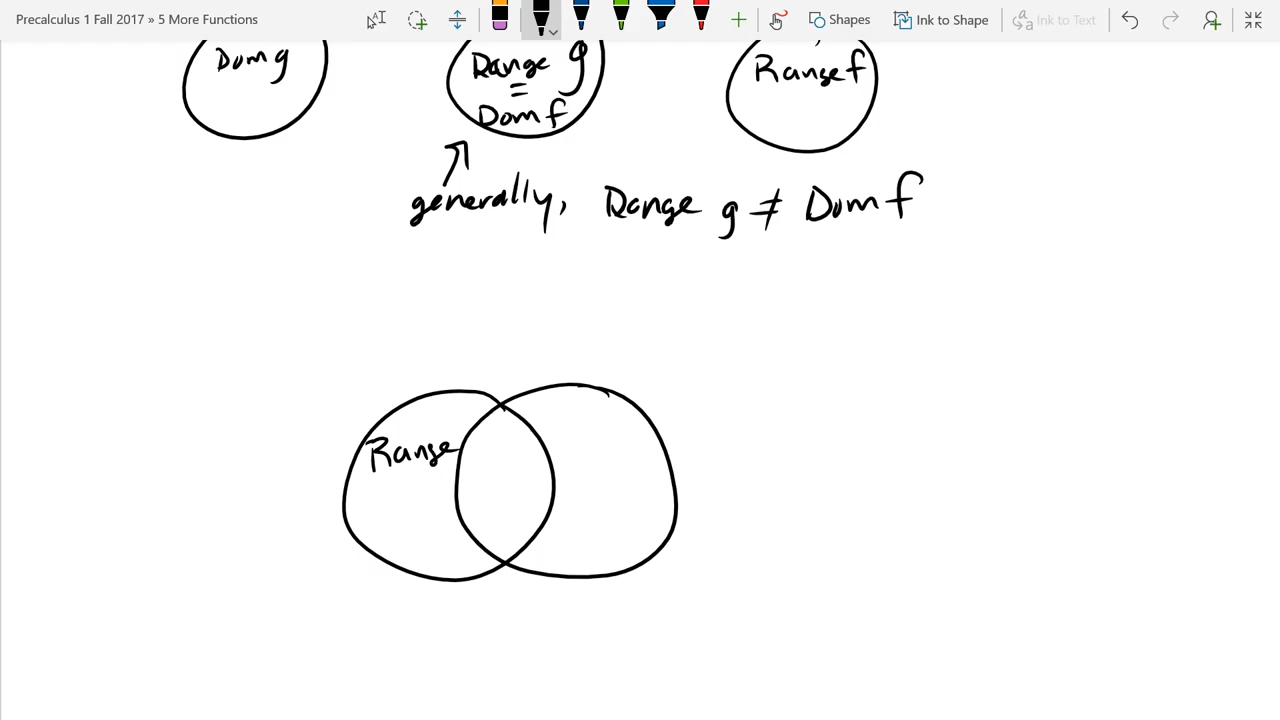 Precalculus 1 Fall 2017 » 5 More Functions
Shapes
Ink to Shape
Ink to Text
Dom g
Range g
=
Dom f
Range f
generally, Range g ≠ Dom f
Range